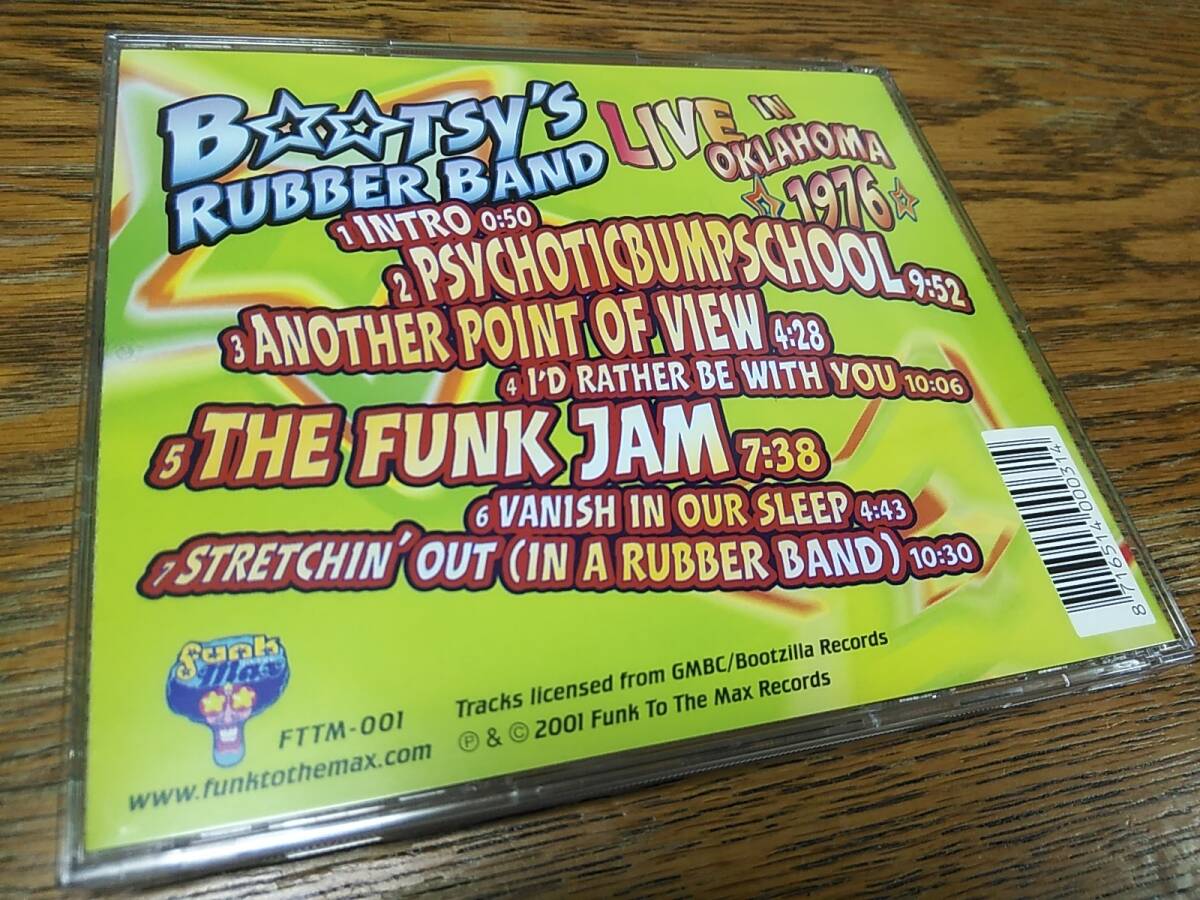 BOOTSY'S
RUBBER BAND
LIVE IN
OKLAHOMA
1976
1 INTRO 0:50
2 PSYCHOTICBUMPSCHOOL 9:52
3 ANOTHER POINT OF VIEW 4:28
4 I'D RATHER BE WITH YOU 10:06
5 THE FUNK JAM 7:38
6 VANISH IN OUR SLEEP 4:43
7 STRETCHIN' OUT (IN A RUBBER BAND) 10:30
8 716514 000314
funk
max
FTTM-001
www.funktothemax.com
Tracks licensed from GMBC/Bootzilla Records
℗ & © 2001 Funk To The Max Records